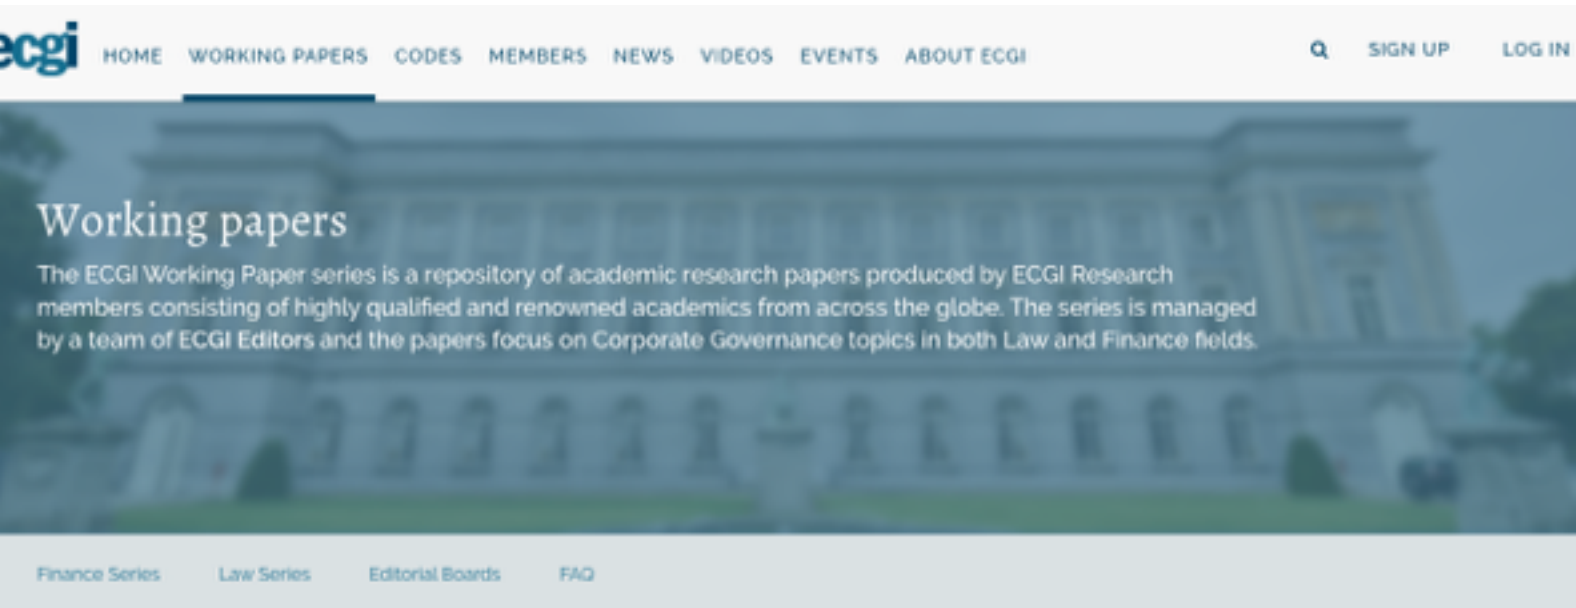 ecgi HOME WORKING PAPERS CODES MEMBERS NEWS VIDEOS EVENTS ABOUT ECGI SIGN UP LOG IN
Working papers
The ECGI Working Paper series is a repository of academic research papers produced by ECGI Research
members consisting of highly qualified and renowned academics from across the globe. The series is managed
by a team of ECGI Editors and the papers focus on Corporate Governance topics in both Law and Finance fields.
Finance Series Law Series Editorial Boards FAQ